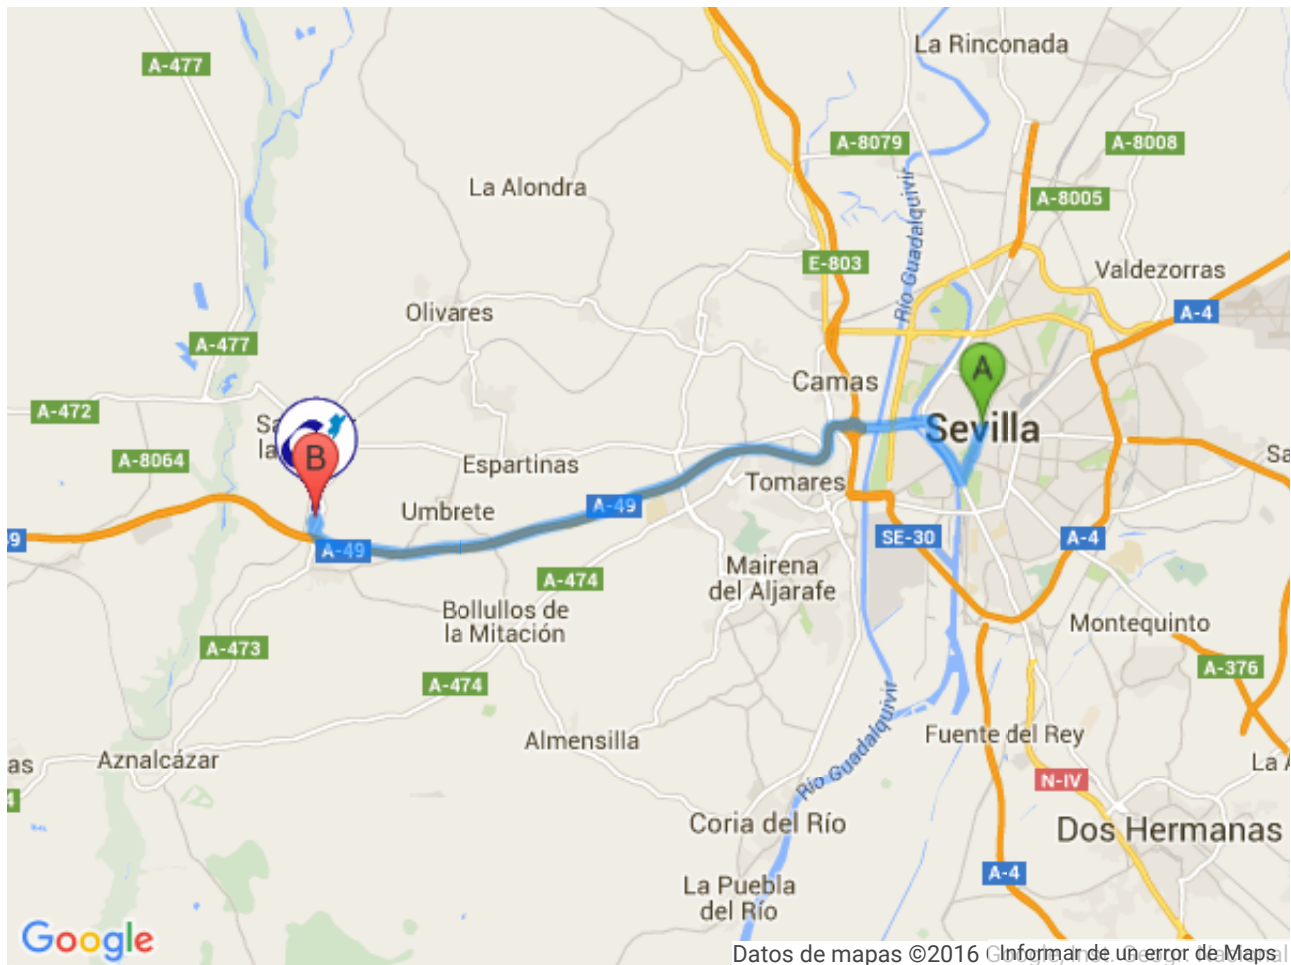 La Rinconada
A-477
A-8079
A-8008
La Alondra
A-8005
Río Guadalquivir
E-803
Valdezorras
Olivares
A-4
A-477
A
Camas
A-472
Sevilla
B
A-8064
Espartinas
Tomares
A-49
Umbrete
A-49
SE-30
A-4
Mairena
del Aljarafe
A-474
Bollullos de
la Mitación
Montequinto
A-473
A-376
A-474
Río Guadalquivir
Almensilla
Fuente del Rey
Aznalcázar
N-IV
Coria del Río
Dos Hermanas
A-4
La Puebla
del Río
Google
Datos de mapas ©2016
Informar de un error de Maps